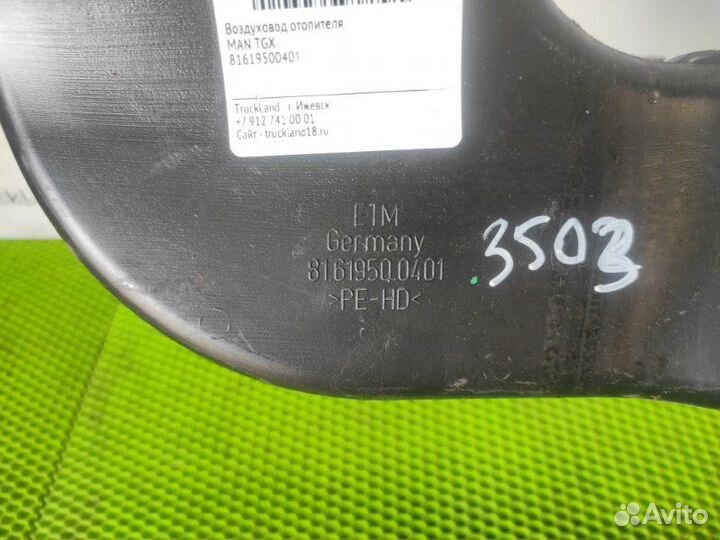 Воздуховод отопителя
MAN TGX
81619500401
TruckLand г. Ижевск
+7 912 741 00 01
Сайт - truckland18.ru
ETM
Germany
81.61950.0401
>PE-HD<
.3503
Avito